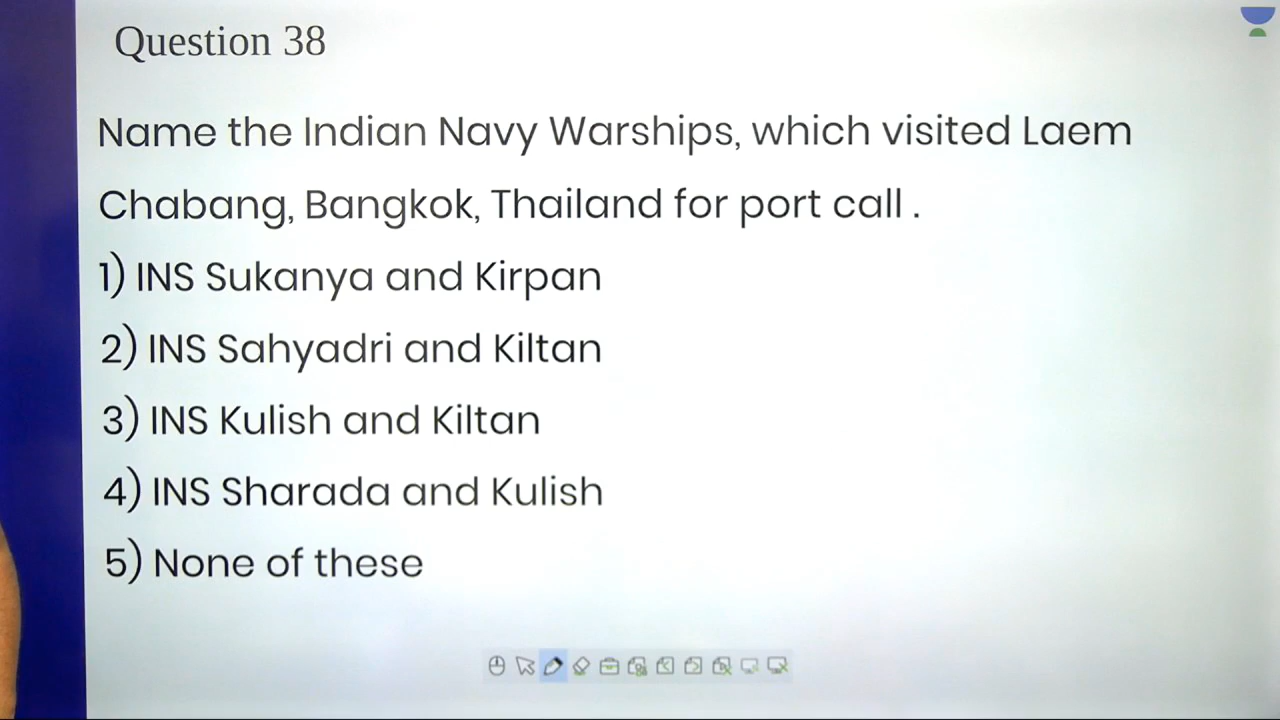 Question 38
Name the Indian Navy Warships, which visited Laem
Chabang, Bangkok, Thailand for port call .
1) INS Sukanya and Kirpan
2) INS Sahyadri and Kiltan
3) INS Kulish and Kiltan
4) INS Sharada and Kulish
5) None of these